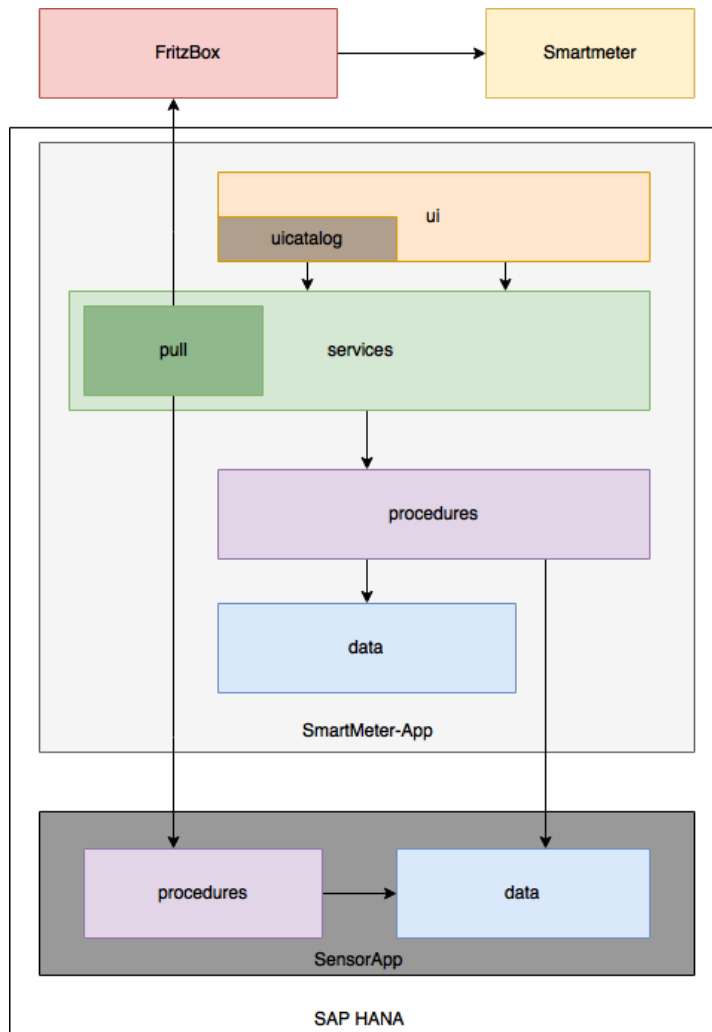 FritzBox
Smartmeter
ui
uicatalog
pull
services
procedures
data
SmartMeter-App
procedures
data
SensorApp
SAP HANA